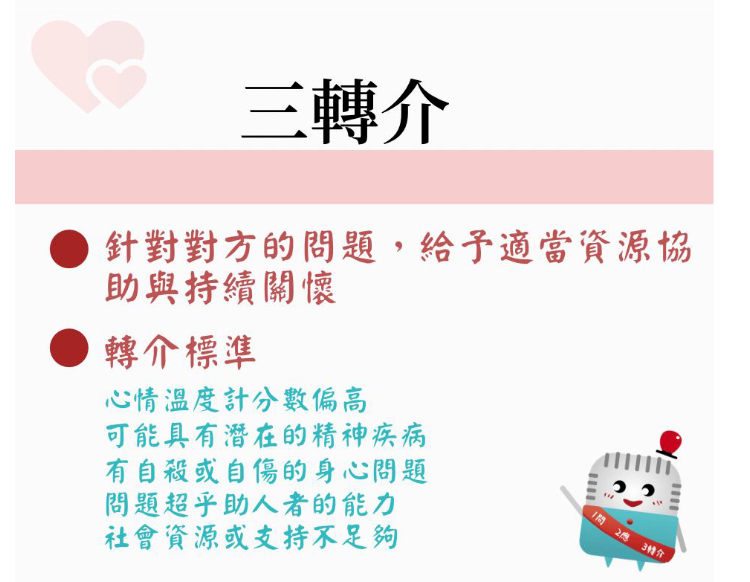 三轉介
針對對方的問題，給予適當資源協
助與持續關懷
轉介標準
心情溫度計分數偏高
可能具有潛在的精神疾病
有自殺或自傷的身心問題
問題超乎助人者的能力
社會資源或支持不足夠
1問 2應 3轉介